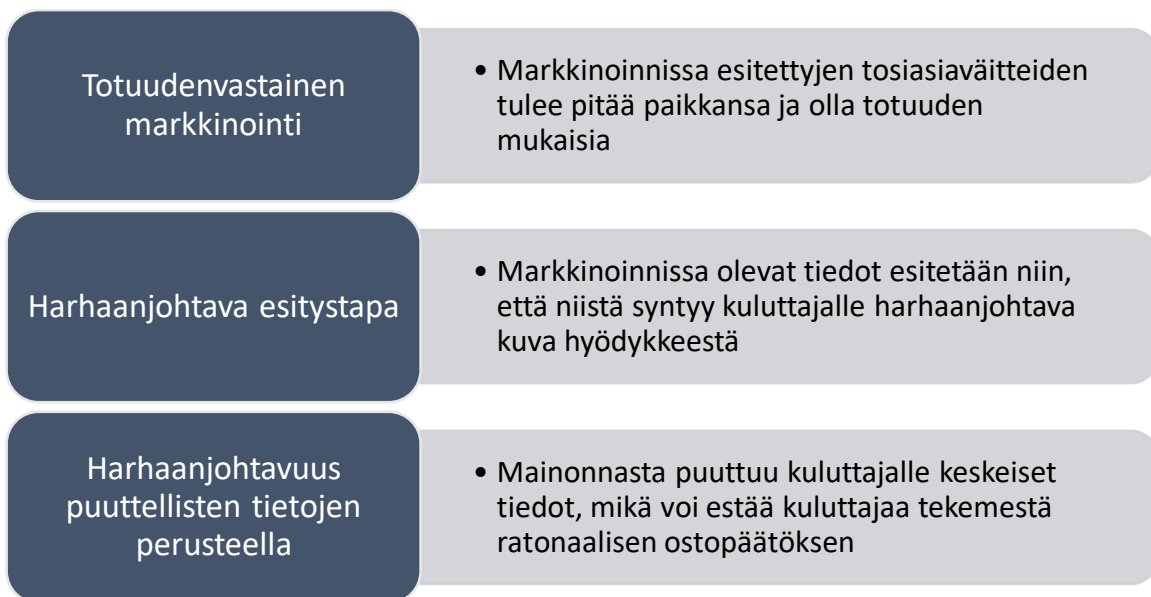 Totuudenvastainen
markkinointi
• Markkinoinnissa esitettyjen tosiasiaväitteiden
tulee pitää paikkansa ja olla totuuden
mukaisia
Harhaanjohtava esitystapa
• Markkinoinnissa olevat tiedot esitetään niin,
että niistä syntyy kuluttajalle harhaanjohtava
kuva hyödykkeestä
Harhaanjohtavuus
puuttellisten tietojen
perusteella
• Mainonnasta puuttuu kuluttajalle keskeiset
tiedot, mikä voi estää kuluttajaa tekemestä
ratonaalisen ostopäätöksen